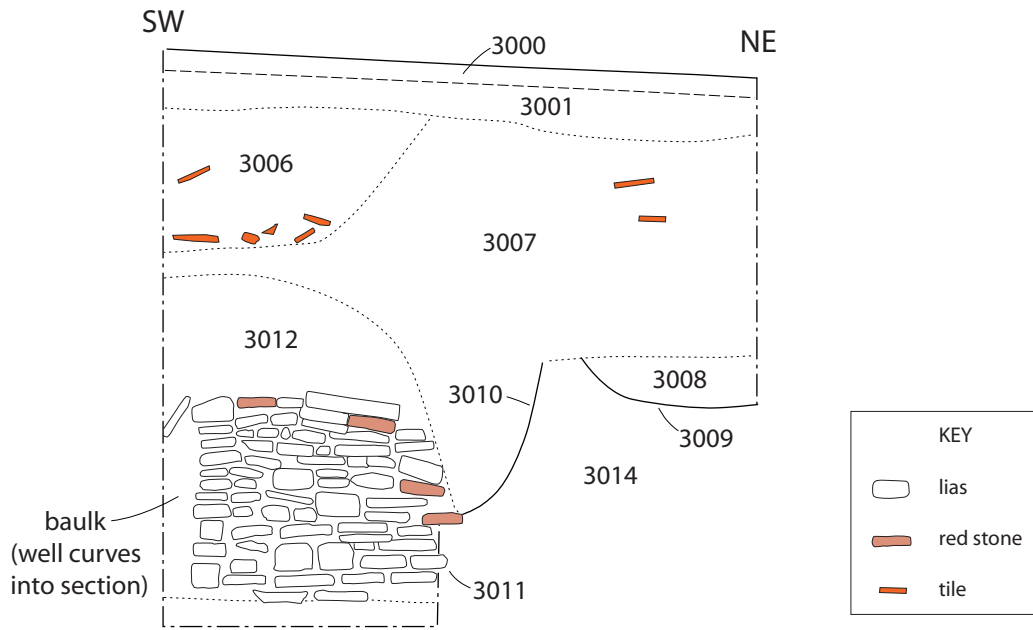 SW
3000
NE
3001
3006
3007
3012
3010
3008
3009
3014
baulk
(well curves
into section)
3011
KEY
lias
red stone
tile